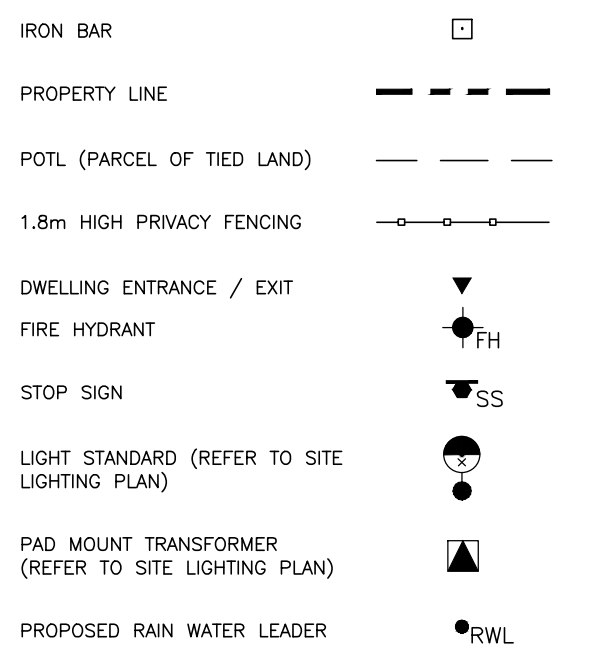 IRON BAR
PROPERTY LINE
POTL (PARCEL OF TIED LAND)
1.8m HIGH PRIVACY FENCING
DWELLING ENTRANCE / EXIT
FIRE HYDRANT
FH
STOP SIGN
SS
LIGHT STANDARD (REFER TO SITE
LIGHTING PLAN)
PAD MOUNT TRANSFORMER
(REFER TO SITE LIGHTING PLAN)
PROPOSED RAIN WATER LEADER
RWL